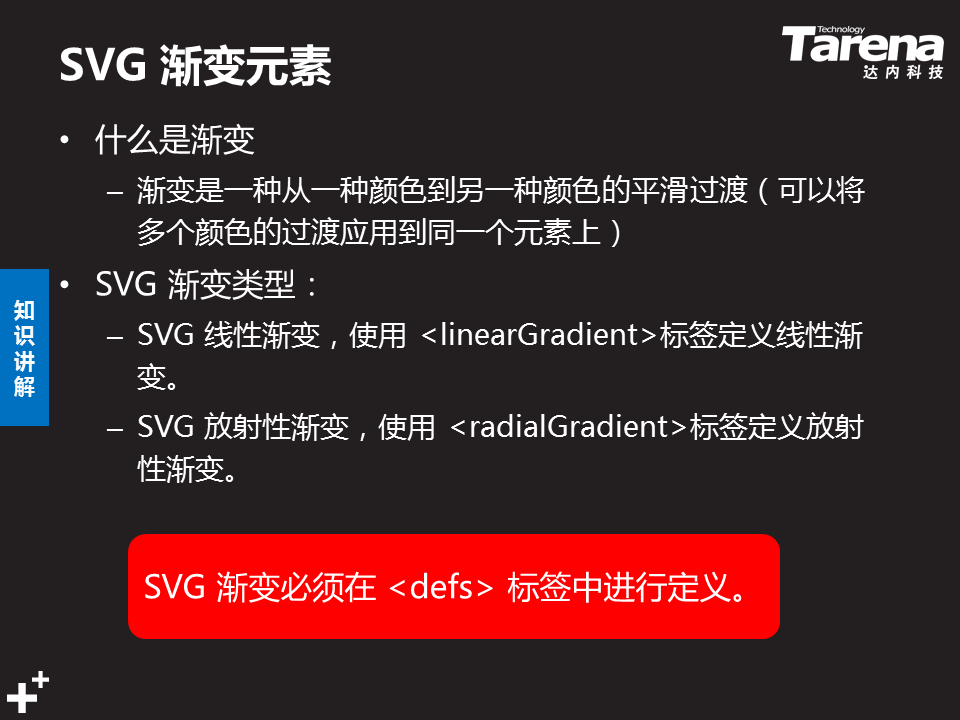 SVG 渐变元素
Technology
Tarena
达内科技
• 什么是渐变
– 渐变是一种从一种颜色到另一种颜色的平滑过渡（可以将
多个颜色的过渡应用到同一个元素上）
• SVG 渐变类型：
– SVG 线性渐变，使用 <linearGradient>标签定义线性渐
变。
– SVG 放射性渐变，使用 <radialGradient>标签定义放射
性渐变。
知识讲解
SVG 渐变必须在 <defs> 标签中进行定义。